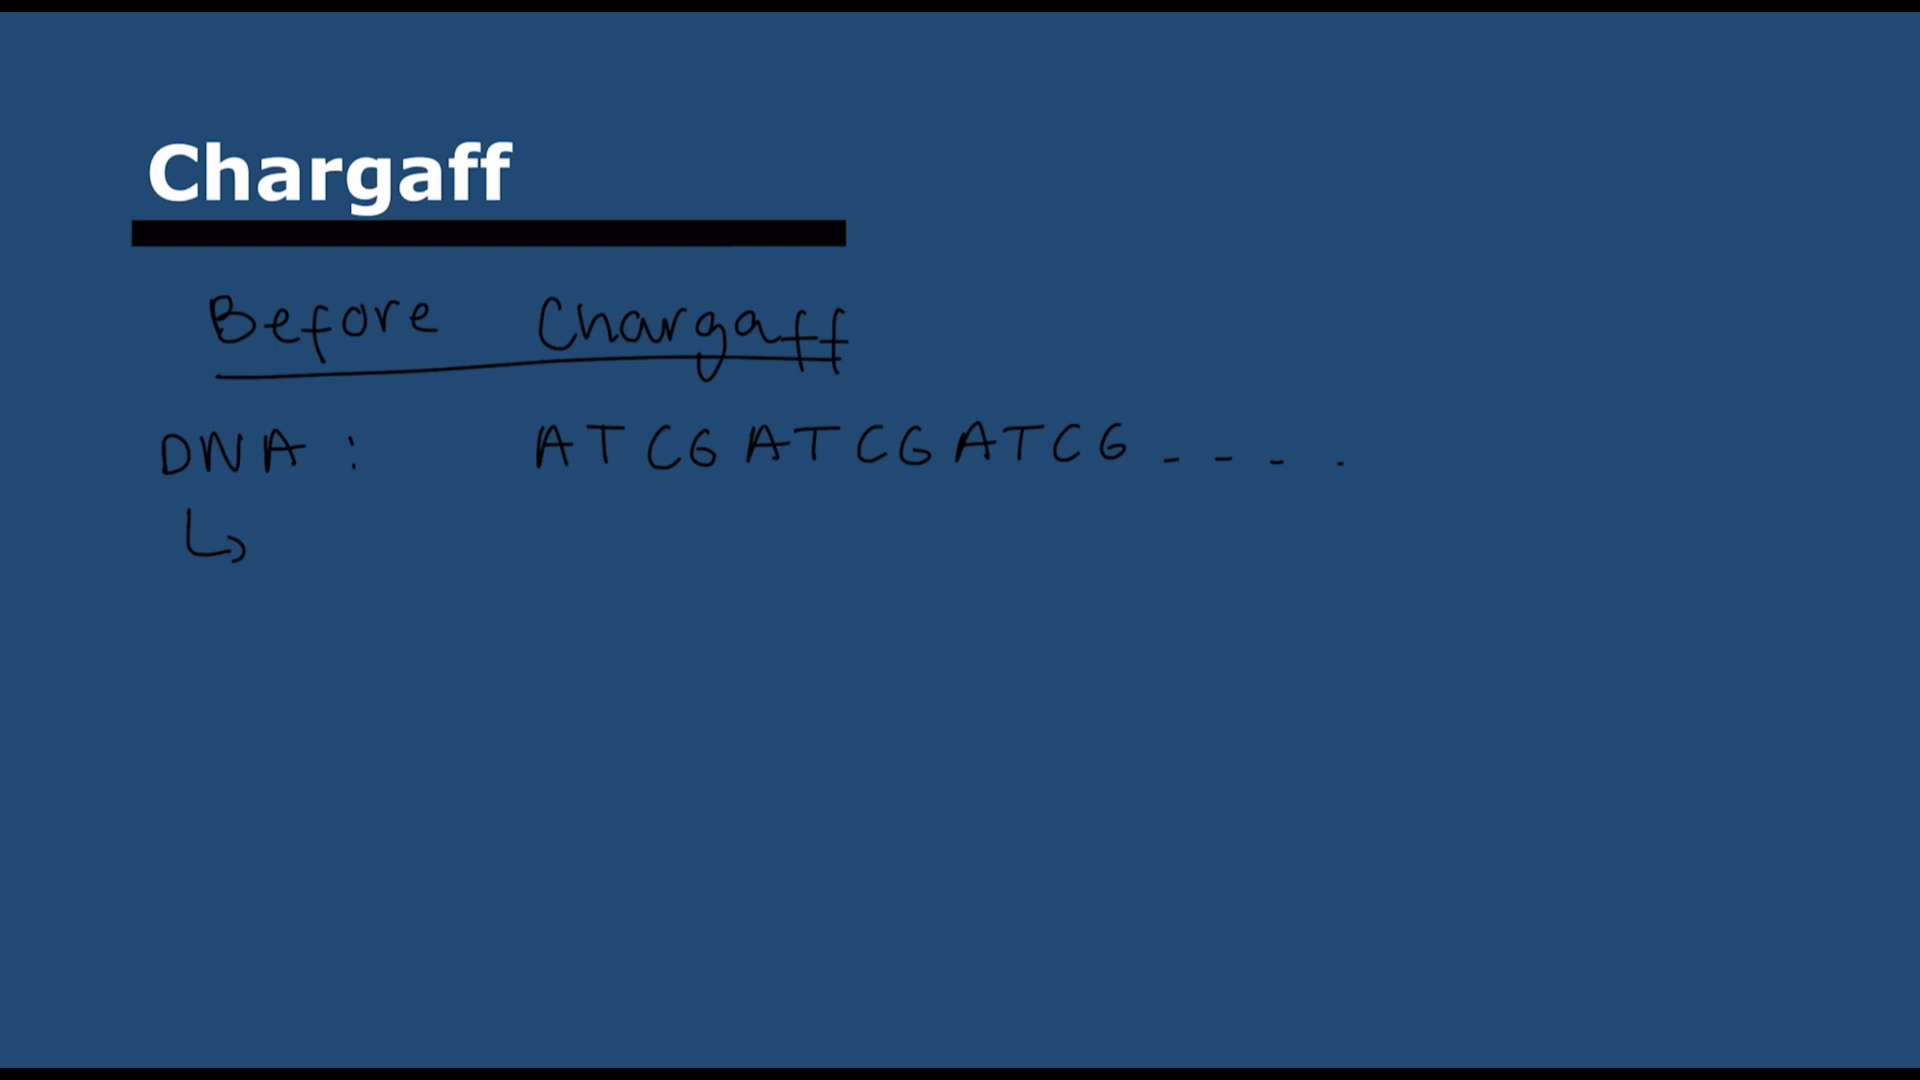 Chargaff
Before Chargaff
DNA : ATCGATCGATCG _ _ _ .